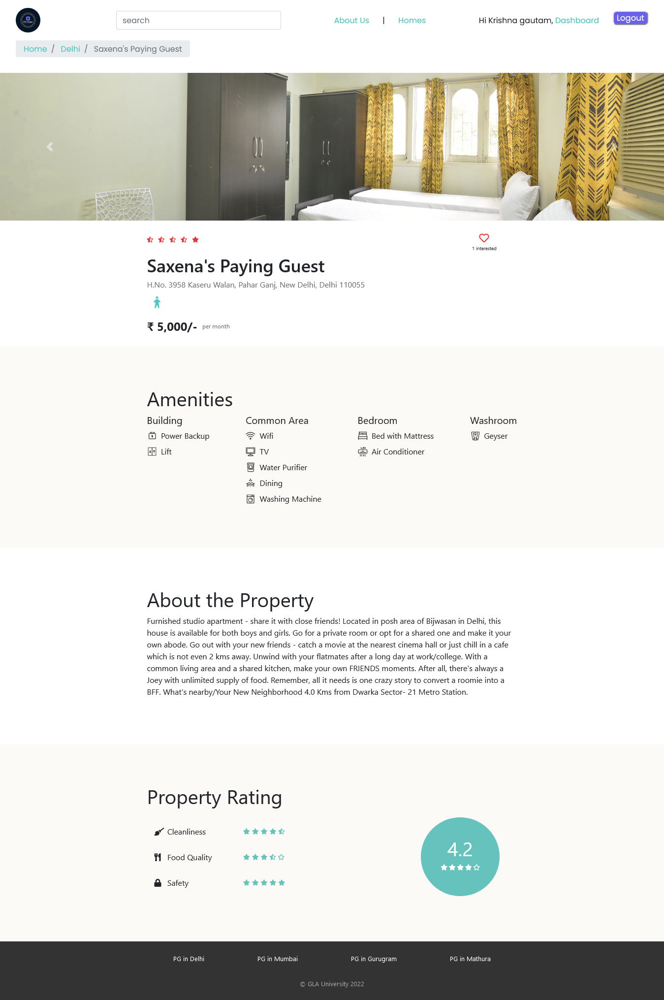 PG Finder
search
About Us | Homes
Hi Krishna gautam, Dashboard
Logout
Home / Delhi / Saxena's Paying Guest
1 interested
Saxena's Paying Guest
H.No. 3958 Kaseru Walan, Pahar Ganj, New Delhi, Delhi 110055
₹ 5,000/- per month
Amenities
Building
Power Backup
Lift
Common Area
Wifi
TV
Water Purifier
Dining
Washing Machine
Bedroom
Bed with Mattress
Air Conditioner
Washroom
Geyser
About the Property
Furnished studio apartment - share it with close friends! Located in posh area of Bijwasan in Delhi, this
house is available for both boys and girls. Go for a private room or opt for a shared one and make it your
own abode. Go out with your new friends - catch a movie at the nearest cinema hall or just chill in a cafe
which is not even 2 kms away. Unwind with your flatmates after a long day at work/college. With a
common living area and a shared kitchen, make your own FRIENDS moments. After all, there's always a
Joey with unlimited supply of food. Remember, all it needs is one crazy story to convert a roomie into a
BFF. What's nearby/Your New Neighborhood 4.0 Kms from Dwarka Sector- 21 Metro Station.
Property Rating
Cleanliness
Food Quality
Safety
4.2
PG in Delhi
PG in Mumbai
PG in Gurugram
PG in Mathura
© GLA University 2022